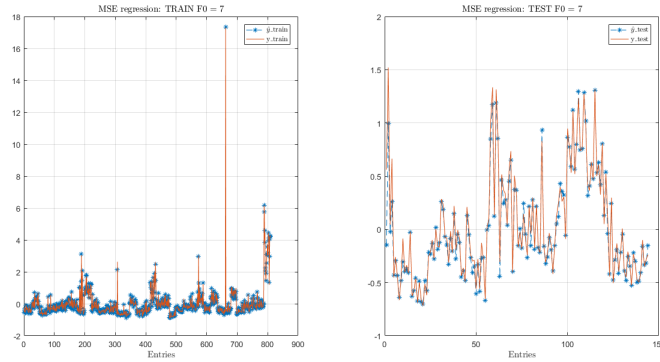 MSE regression: TRAIN F0 = 7
18
16
14
12
10
8
6
4
2
0
-2
0 100 200 300 400 500 600 700 800 900
Entries
ŷ_train
y_train
MSE regression: TEST F0 = 7
2
1.5
1
0.5
0
-0.5
-1
0 50 100 150
Entries
ŷ_test
y_test